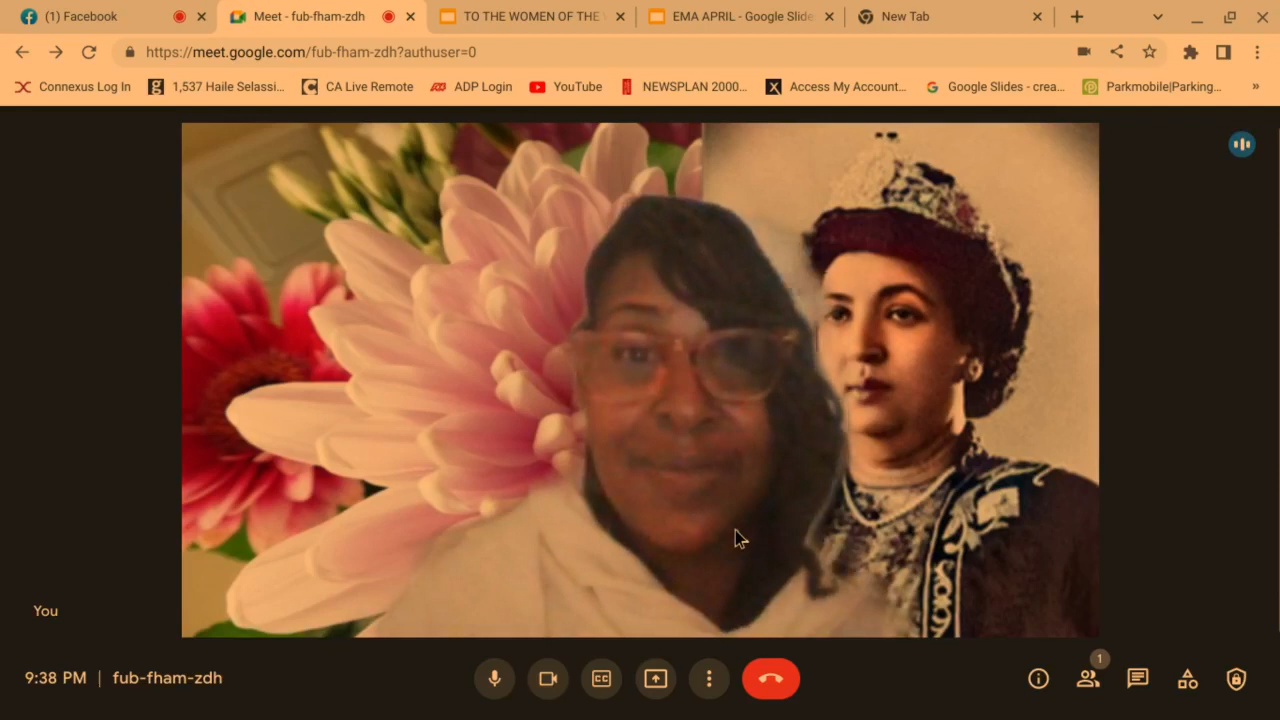 (1) Facebook
Meet - fub-fham-zdh
TO THE WOMEN OF THE
EMA APRIL - Google Slide
New Tab
https://meet.google.com/fub-fham-zdh?authuser=0
Connexus Log In
1,537 Haile Selassi...
CA Live Remote
ADP Login
YouTube
NEWSPLAN 2000...
Access My Account...
Google Slides - crea...
Parkmobile|Parking...
»
You
9:38 PM | fub-fham-zdh
CC
1